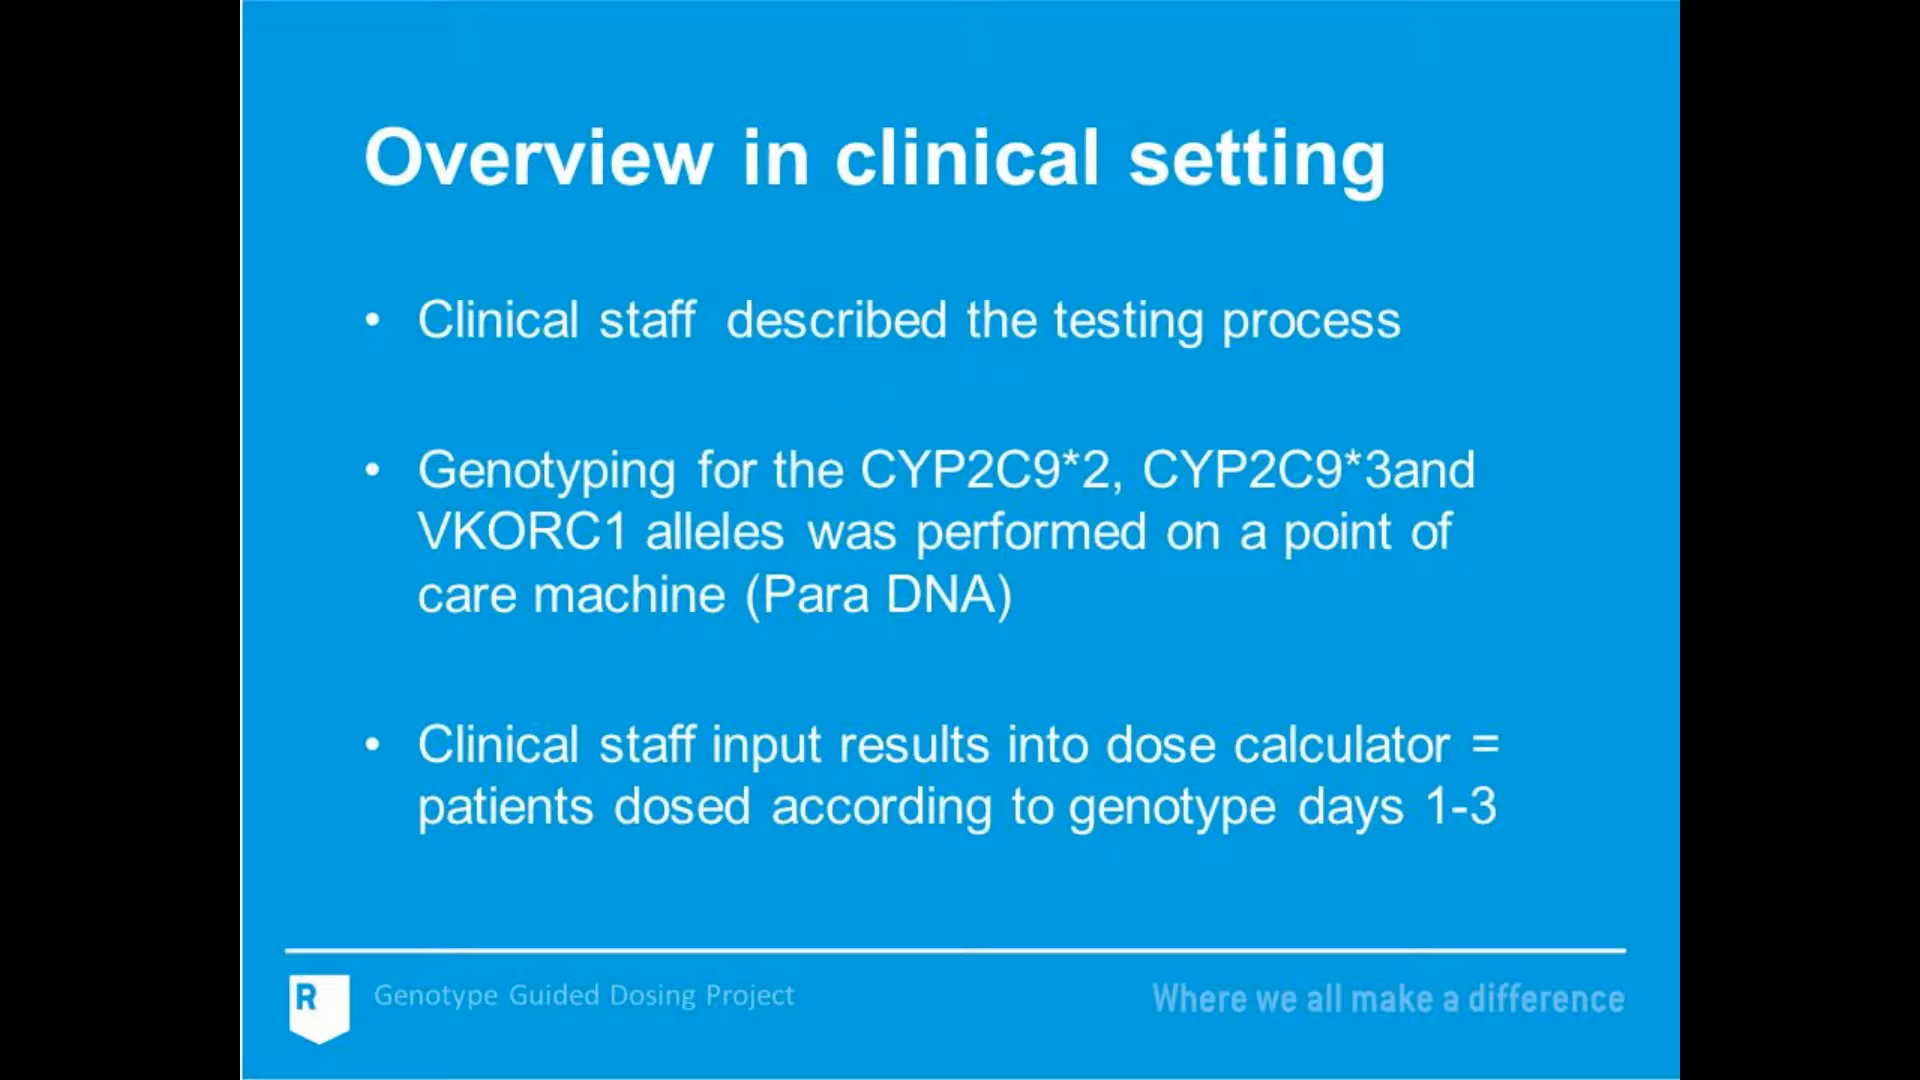 Overview in clinical setting
• Clinical staff described the testing process
• Genotyping for the CYP2C9*2, CYP2C9*3and
VKORC1 alleles was performed on a point of
care machine (Para DNA)
• Clinical staff input results into dose calculator =
patients dosed according to genotype days 1-3
R
Genotype Guided Dosing Project
Where we all make a difference